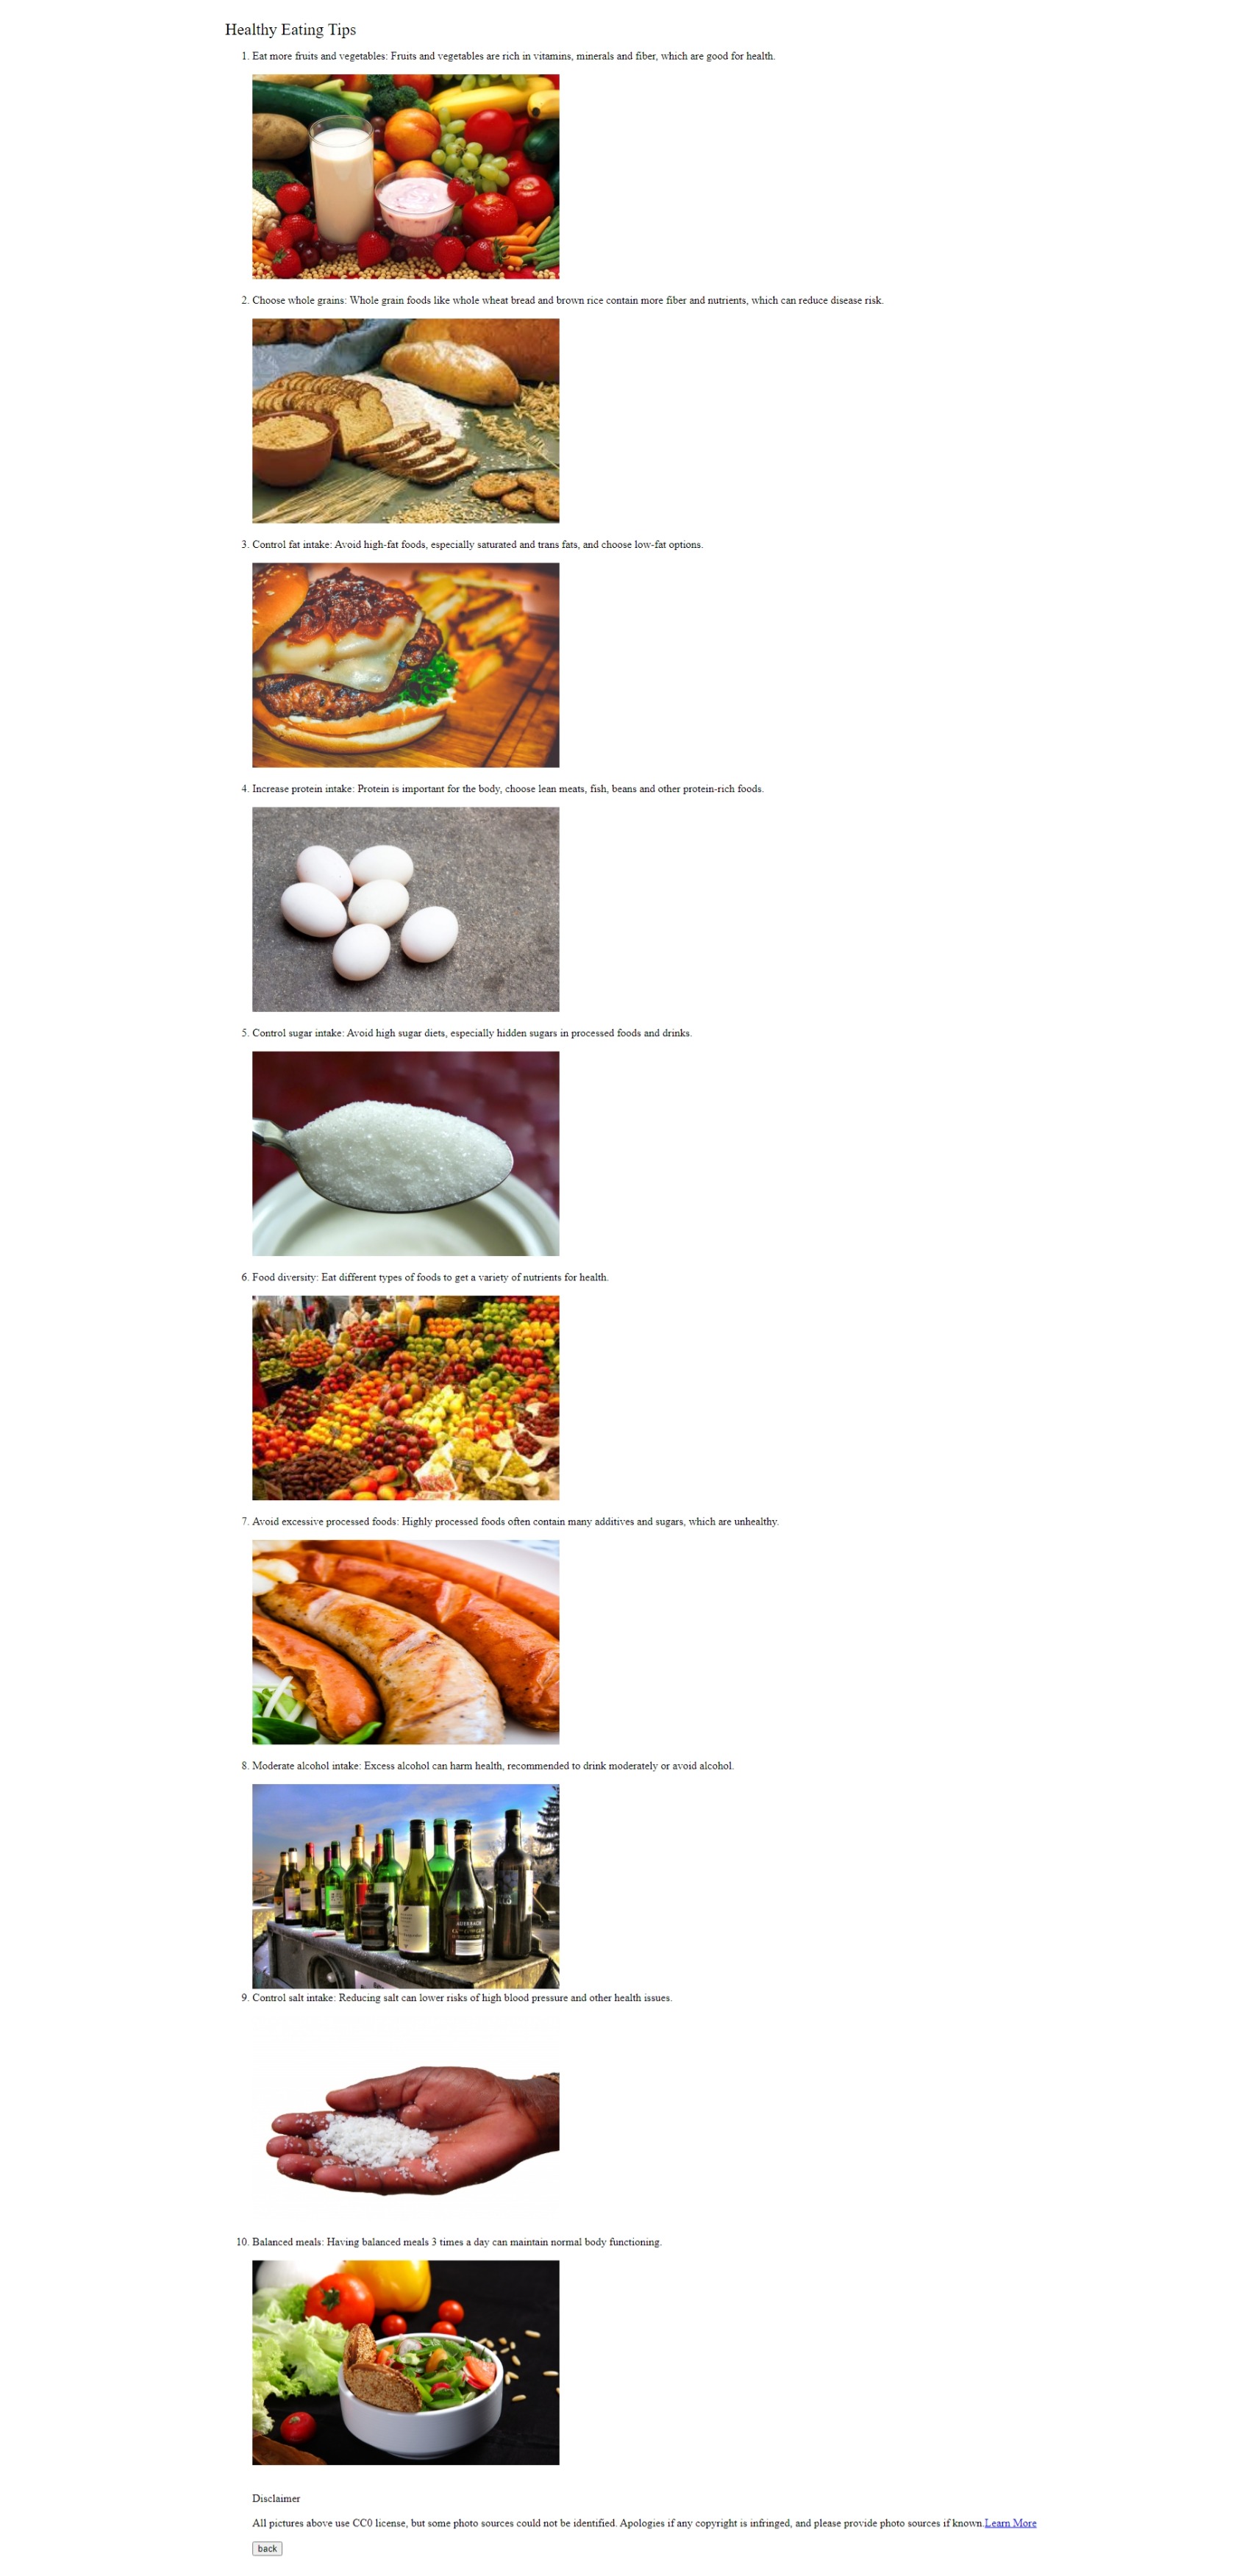 Healthy Eating Tips
1. Eat more fruits and vegetables: Fruits and vegetables are rich in vitamins, minerals and fiber, which are good for health.
2. Choose whole grains: Whole grain foods like whole wheat bread and brown rice contain more fiber and nutrients, which can reduce disease risk.
3. Control fat intake: Avoid high-fat foods, especially saturated and trans fats, and choose low-fat options.
4. Increase protein intake: Protein is important for the body, choose lean meats, fish, beans and other protein-rich foods.
5. Control sugar intake: Avoid high sugar diets, especially hidden sugars in processed foods and drinks.
6. Food diversity: Eat different types of foods to get a variety of nutrients for health.
7. Avoid excessive processed foods: Highly processed foods often contain many additives and sugars, which are unhealthy.
8. Moderate alcohol intake: Excess alcohol can harm health, recommended to drink moderately or avoid alcohol.
9. Control salt intake: Reducing salt can lower risks of high blood pressure and other health issues.
10. Balanced meals: Having balanced meals 3 times a day can maintain normal body functioning.
Disclaimer
All pictures above use CC0 license, but some photo sources could not be identified. Apologies if any copyright is infringed, and please provide photo sources if known.Learn More
back